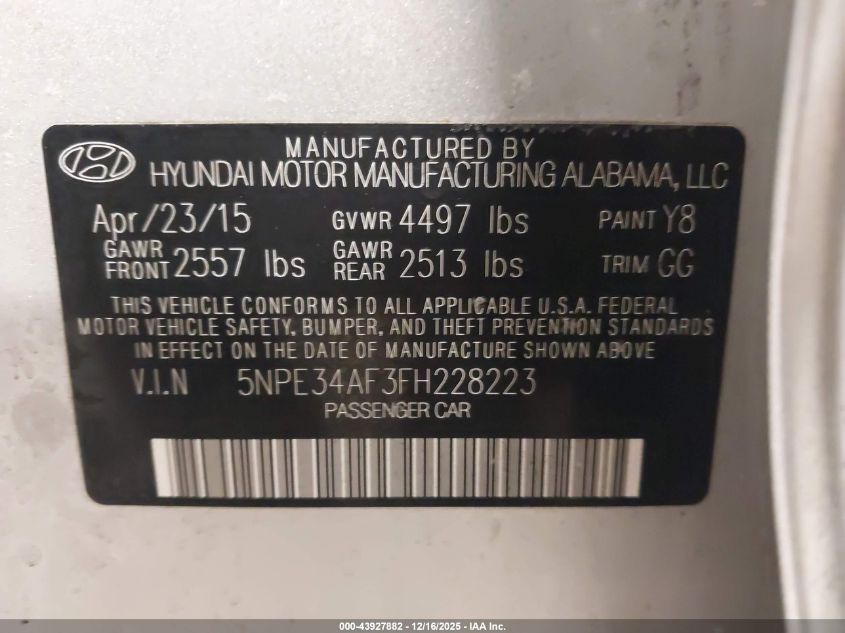 MANUFACTURED BY
HYUNDAI MOTOR MANUFACTURING ALABAMA, LLC
Apr/23/15 GVWR 4497 lbs PAINT Y8
GAWR FRONT 2557 lbs GAWR REAR 2513 lbs TRIM GG
THIS VEHICLE CONFORMS TO ALL APPLICABLE U.S.A. FEDERAL
MOTOR VEHICLE SAFETY, BUMPER, AND THEFT PREVENTION STANDARDS
IN EFFECT ON THE DATE OF MANUFACTURE SHOWN ABOVE
V.I.N 5NPE34AF3FH228223
PASSENGER CAR
000-43927882 | 12/16/2025 - IAA Inc.